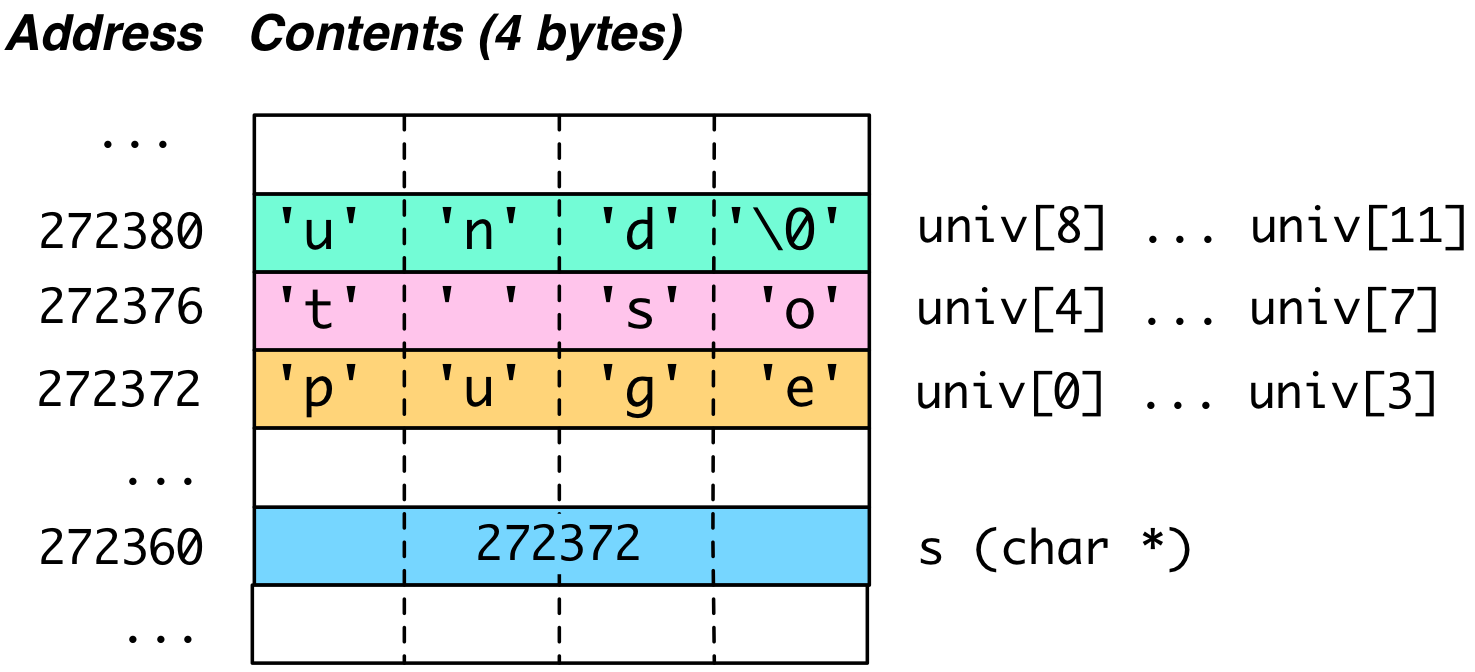 Address Contents (4 bytes)
...
272380 'u' 'n' 'd' '\0' univ[8] ... univ[11]
272376 't' ' ' 's' 'o' univ[4] ... univ[7]
272372 'p' 'u' 'g' 'e' univ[0] ... univ[3]
...
272360 272372 s (char *)
...